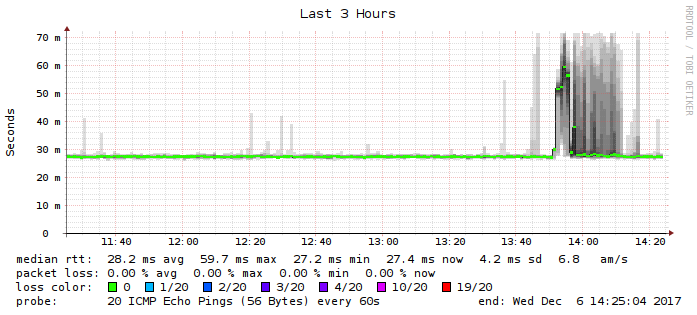 Last 3 Hours
RRDTOOL / TOBI OETIKER
Seconds
70 m
60 m
50 m
40 m
30 m
20 m
10 m
0
11:40 12:00 12:20 12:40 13:00 13:20 13:40 14:00 14:20
median rtt: 28.2 ms avg 59.7 ms max 27.2 ms min 27.4 ms now 4.2 ms sd 6.8 am/s
packet loss: 0.00 % avg 0.00 % max 0.00 % min 0.00 % now
loss color: 0 1/20 2/20 3/20 4/20 10/20 19/20
probe: 20 ICMP Echo Pings (56 Bytes) every 60s end: Wed Dec 6 14:25:04 2017